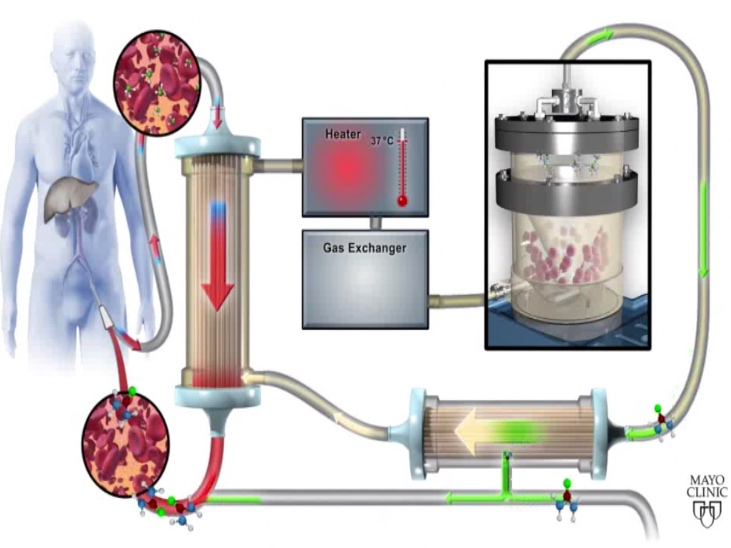 Heater
37 °C
Gas Exchanger
MAYO
CLINIC